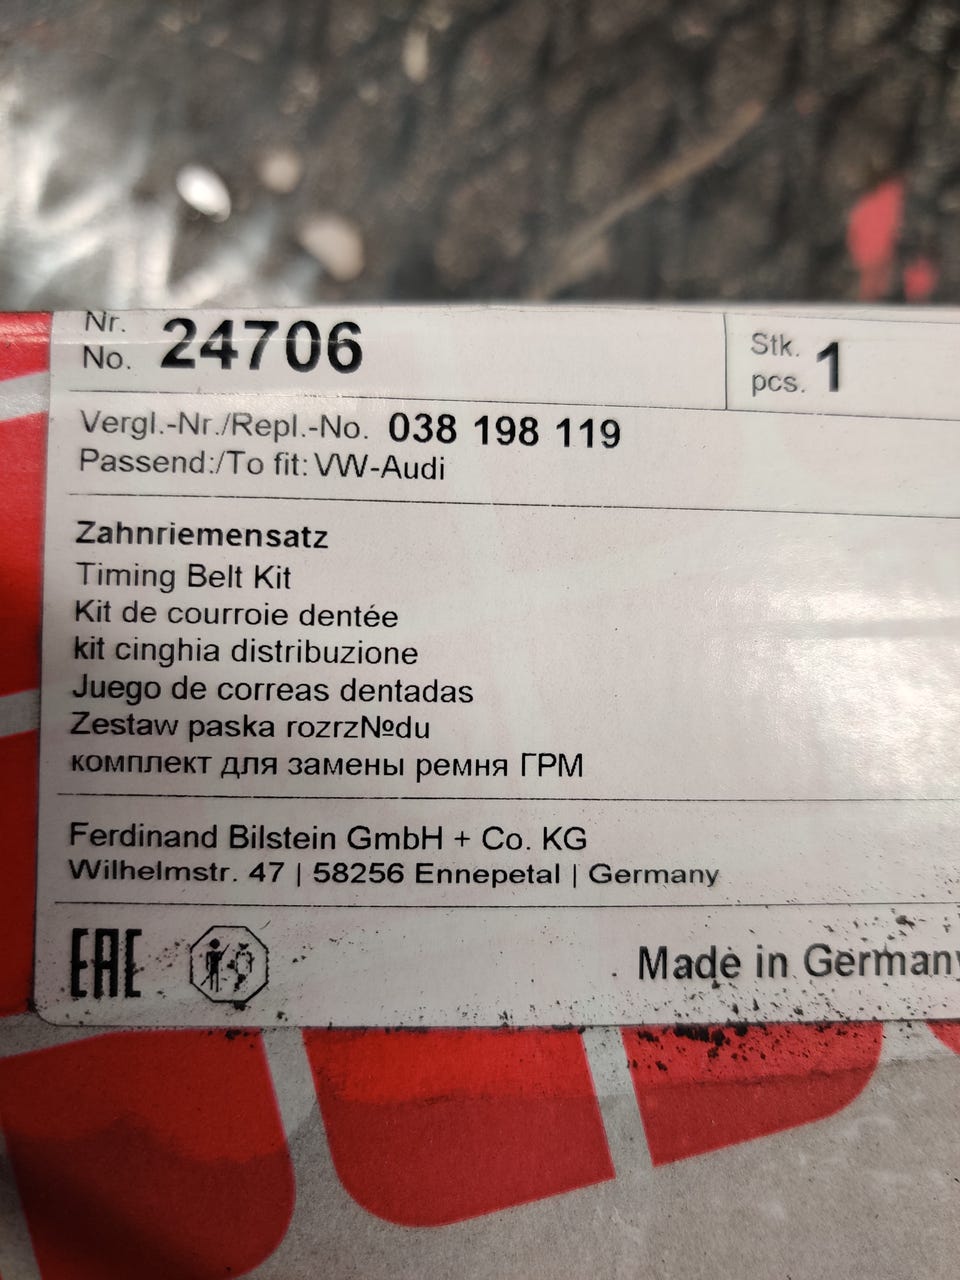 Nr.
No. 24706
Stk.
pcs. 1
Vergl.-Nr./Repl.-No. 038 198 119
Passend:/To fit: VW-Audi
Zahnriemensatz
Timing Belt Kit
Kit de courroie dentée
kit cinghia distribuzione
Juego de correas dentadas
Zestaw paska rozrz№du
комплект для замены ремня ГРМ
Ferdinand Bilstein GmbH + Co. KG
Wilhelmstr. 47 | 58256 Ennepetal | Germany
EAC
Made in Germany